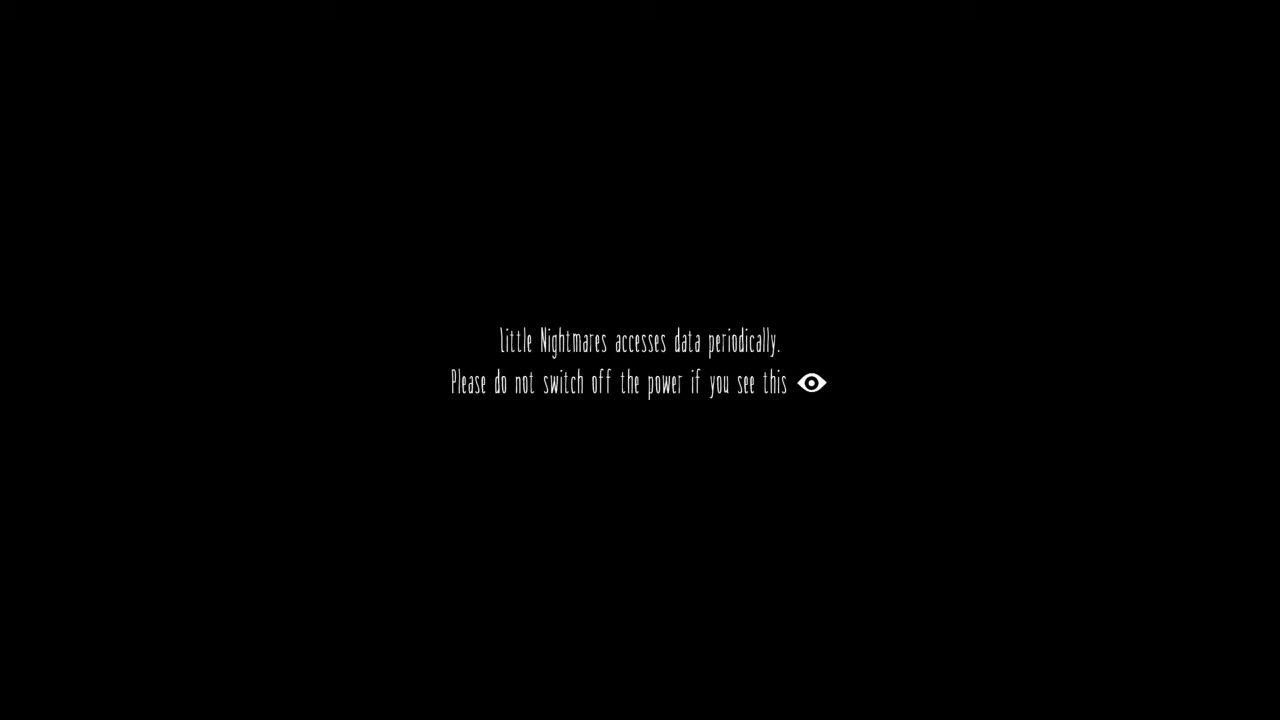 Little Nightmares accesses data periodically.
Please do not switch off the power if you see this